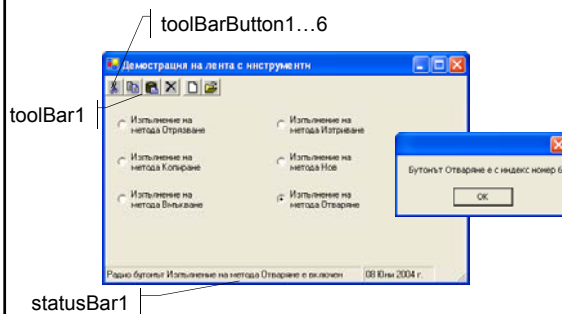 toolBarButton1…6
Демострация на лента с инструменти
toolBar1
Изпълнение на
метода Отрязване
Изпълнение на
метода Изтриване
Изпълнение на
метода Копиране
Изпълнение на
метода Нов
Изпълнение на
метода Вмъкване
Изпълнение на
метода Отваряне
Бутонът Отваряне е с индекс номер 6
OK
Радио бутонът Изпълнение на метода Отваряне е включен
08 Юни 2004 г.
statusBar1